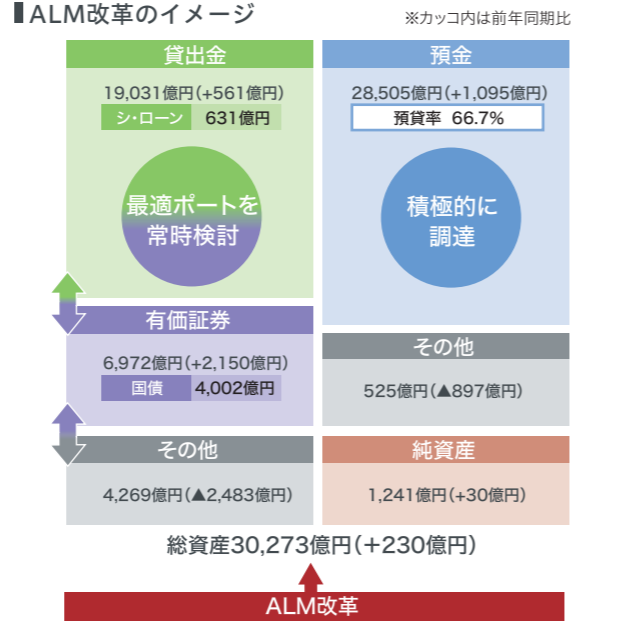 ALM改革のイメージ
※カッコ内は前年同期比
貸出金
19,031億円(+561億円)
シ・ローン 631億円
最適ポートを
常時検討
有価証券
6,972億円(+2,150億円)
国債 4,002億円
その他
4,269億円(▲2,483億円)
預金
28,505億円(+1,095億円)
預貸率 66.7%
積極的に
調達
その他
525億円(▲897億円)
純資産
1,241億円(+30億円)
総資産30,273億円(+230億円)
ALM改革